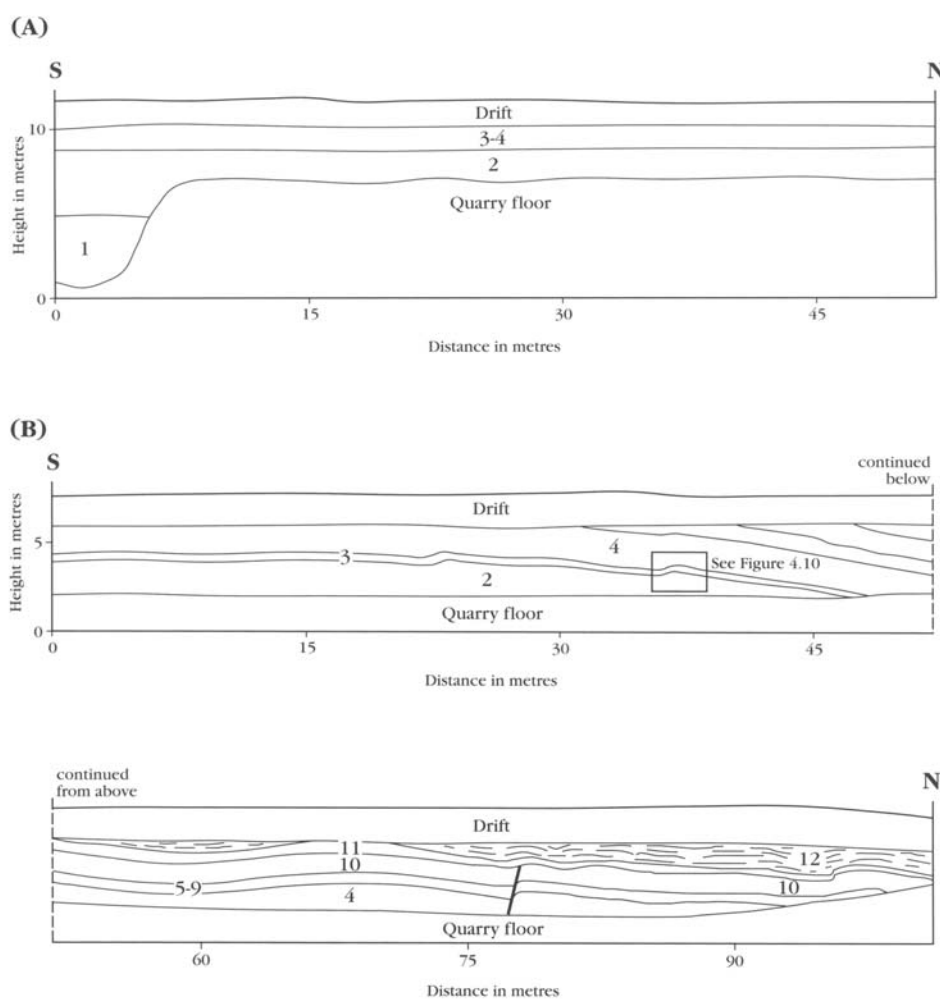 (A)
S
N
Drift
10
3-4
2
Quarry floor
1
Height in metres
0
0
15
30
45
Distance in metres
(B)
S
continued
below
Drift
5
4
3
See Figure 4.10
2
Height in metres
Quarry floor
0
0
15
30
45
Distance in metres
continued
from above
N
Drift
11
12
10
5-9
10
4
Quarry floor
60
75
90
Distance in metres